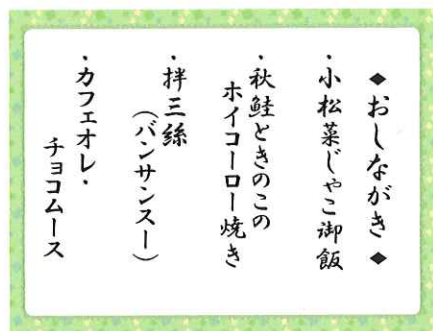 ◆おしながき◆
・小松菜じゃこ御飯
・秋鮭ときのこの
ホイコーロー焼き
・拌三絲
（バンサンスー）
・カフェオレ・
チョコムース